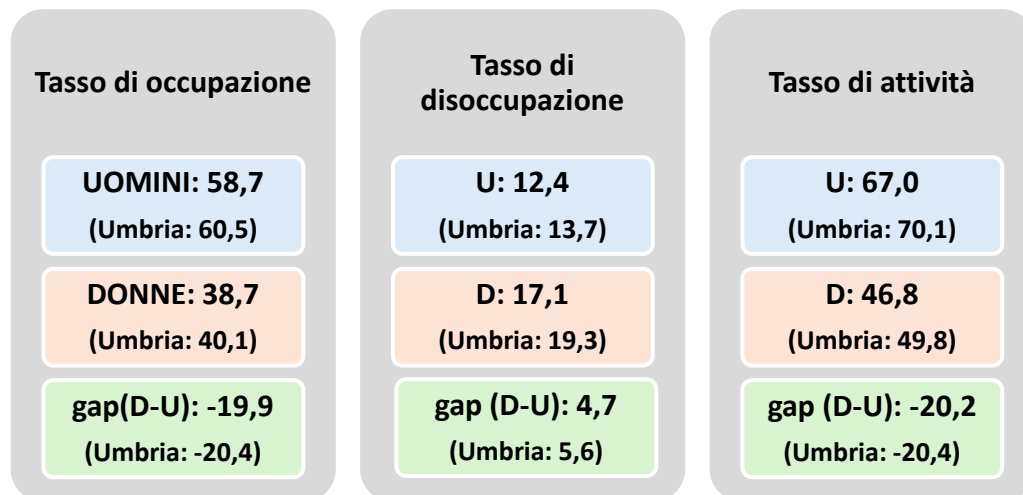 Tasso di occupazione
UOMINI: 58,7
(Umbria: 60,5)
DONNE: 38,7
(Umbria: 40,1)
gap(D-U): -19,9
(Umbria: -20,4)
Tasso di
disoccupazione
U: 12,4
(Umbria: 13,7)
D: 17,1
(Umbria: 19,3)
gap (D-U): 4,7
(Umbria: 5,6)
Tasso di attività
U: 67,0
(Umbria: 70,1)
D: 46,8
(Umbria: 49,8)
gap (D-U): -20,2
(Umbria: -20,4)